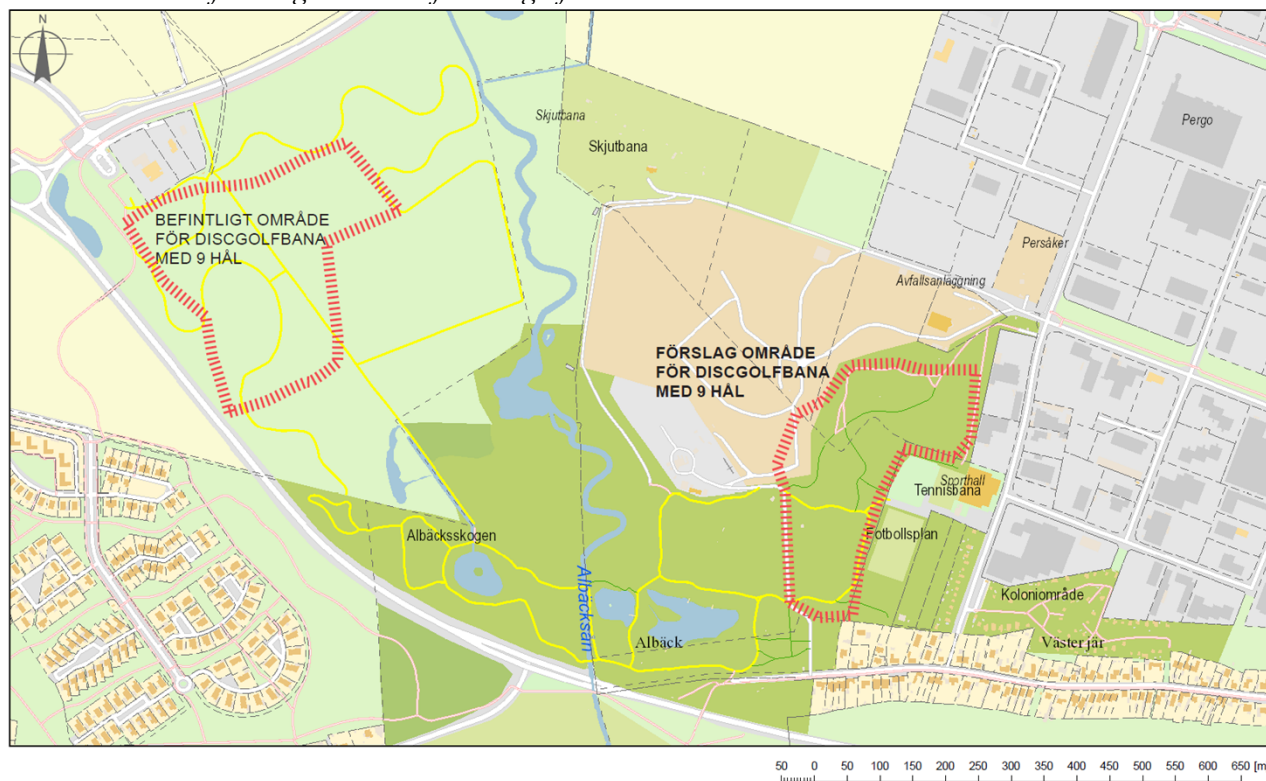 N
Skjutbana
Skjutbana
Pergo
BEFINTLIGT OMRÅDE
FÖR DISCGOLFBANA
MED 9 HÅL
Persåker
Avfallsanläggning
FÖRSLAG OMRÅDE
FÖR DISCGOLFBANA
MED 9 HÅL
Sporthall
Tennisbana
Fotbollsplan
Albäcksskogen
Albäcksån
Koloniområde
Albäck
Väster jär
50 0 50 100 150 200 250 300 350 400 450 500 550 600 650 [m